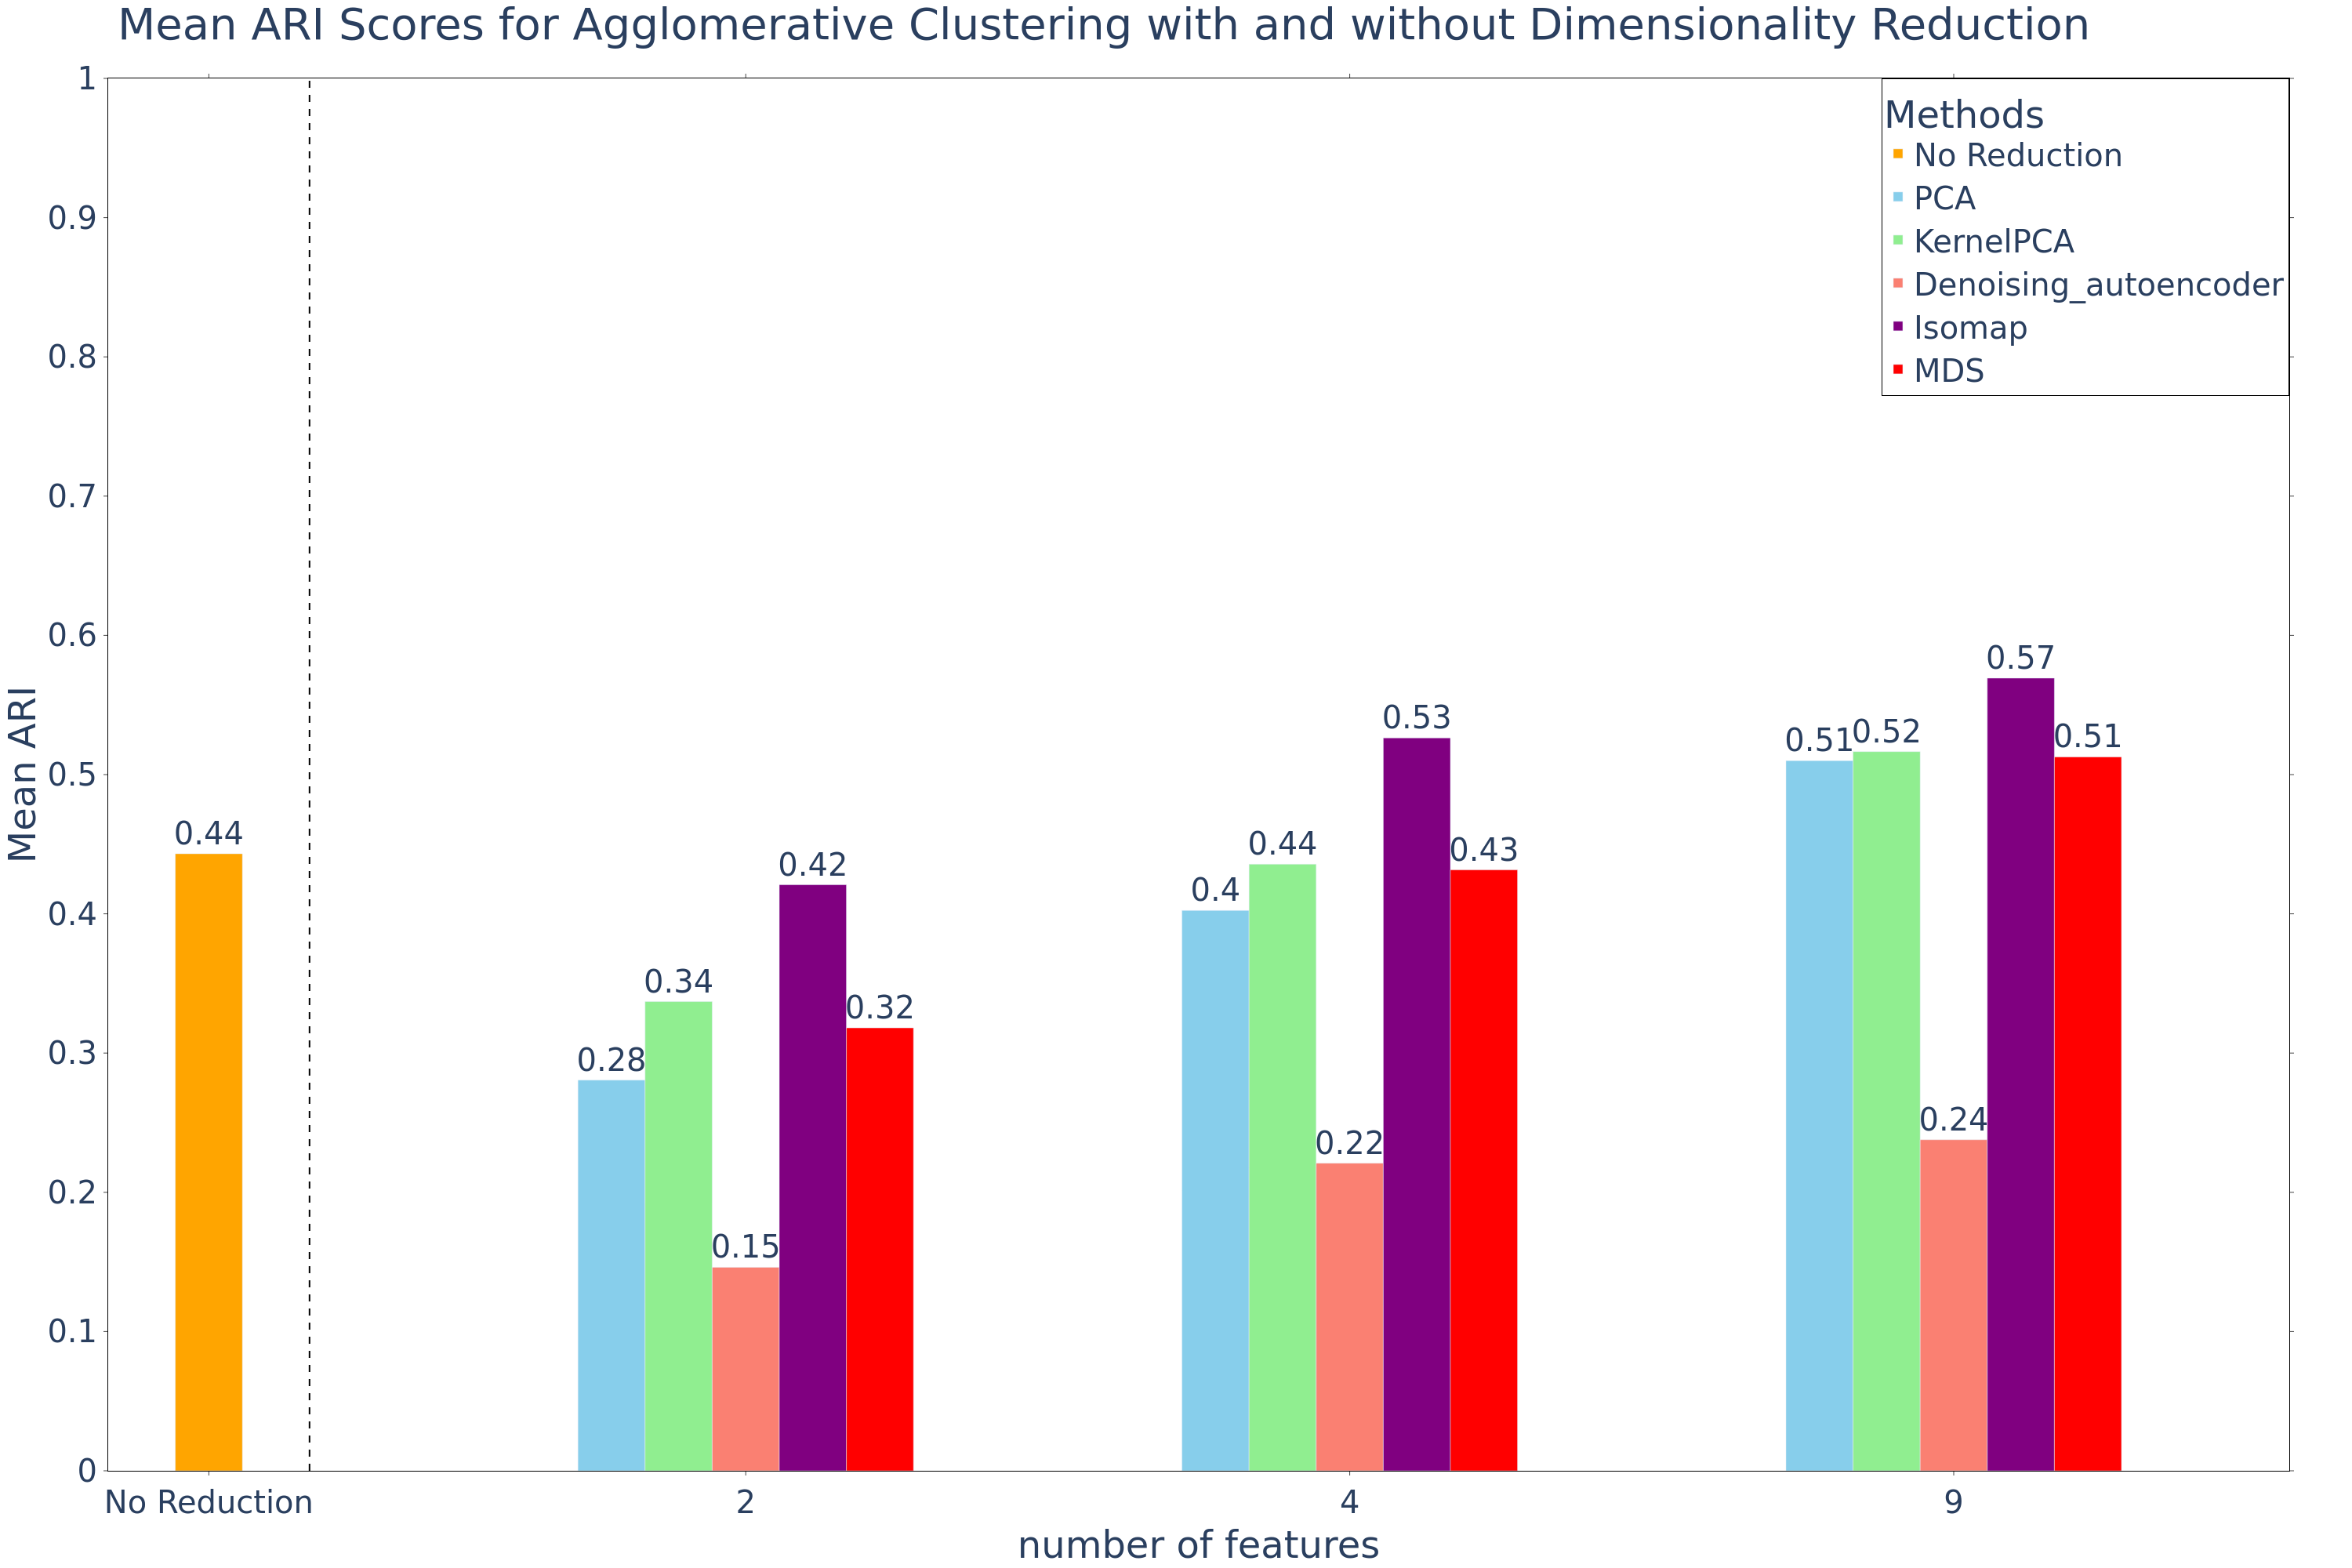 Mean ARI Scores for Agglomerative Clustering with and without Dimensionality Reduction
Methods
No Reduction
PCA
KernelPCA
Denoising_autoencoder
Isomap
MDS
Mean ARI
1
0.9
0.8
0.7
0.6
0.5
0.4
0.3
0.2
0.1
0
0.44
0.28
0.34
0.15
0.42
0.32
0.4
0.44
0.22
0.53
0.43
0.51
0.52
0.24
0.57
0.51
No Reduction
2
4
9
number of features